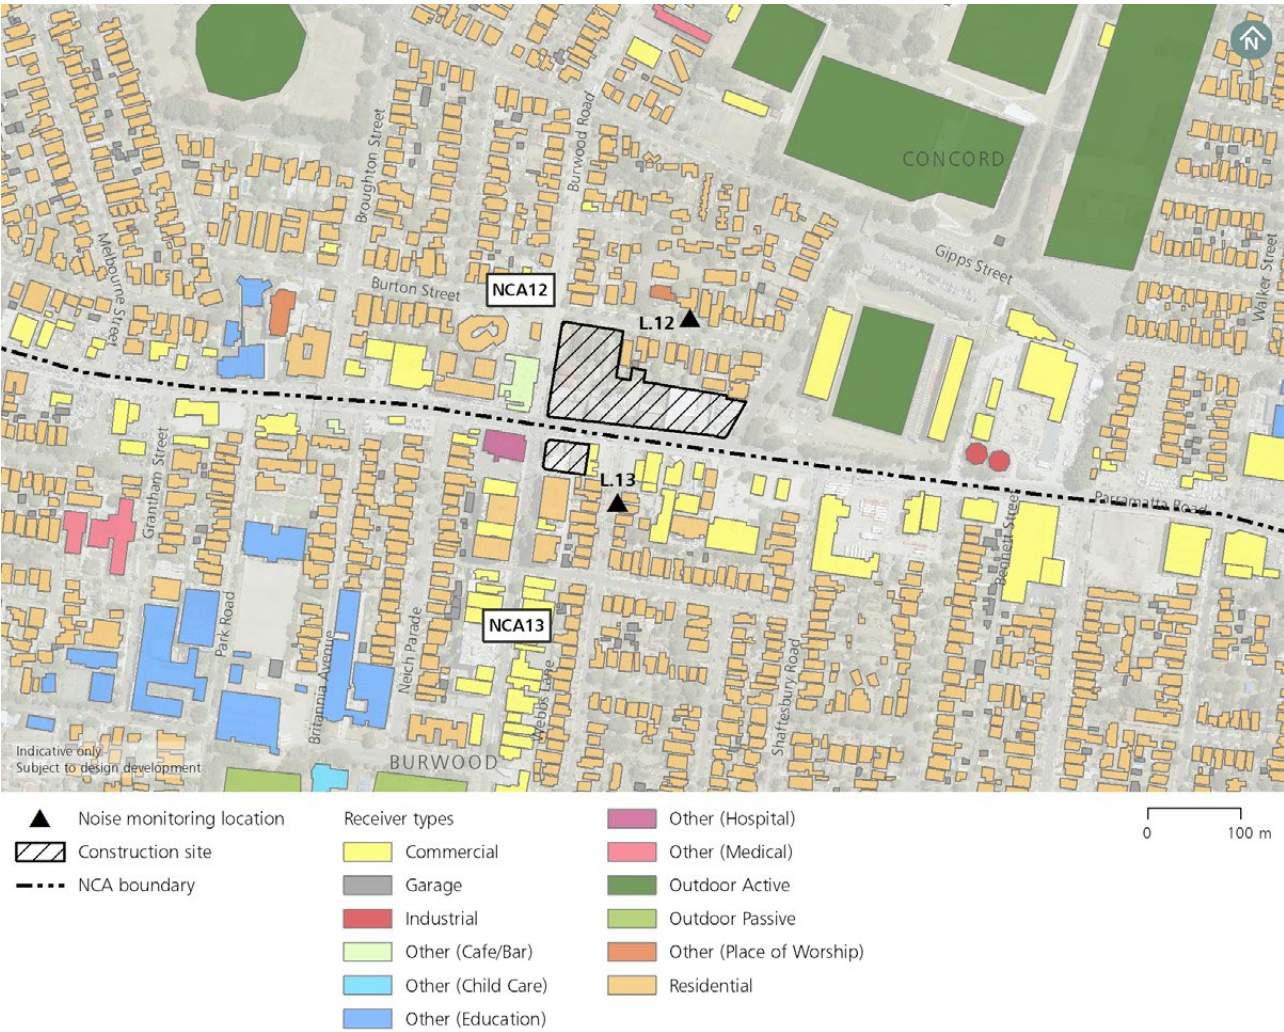 N
CONCORD
Burwood Road
Broughton Street
Gipps Street
Walker Street
Melbourne Street
Burton Street
NCA12
L.12
L.13
Parramatta Road
Grantham Street
Bennett Street
NCA13
Park Road
Britannia Avenue
Neich Parade
Webbs Lane
Shaftesbury Road
BURWOOD
Indicative only
Subject to design development
Noise monitoring location
Construction site
NCA boundary
Receiver types
Commercial
Garage
Industrial
Other (Cafe/Bar)
Other (Child Care)
Other (Education)
Other (Hospital)
Other (Medical)
Outdoor Active
Outdoor Passive
Other (Place of Worship)
Residential
0 100 m